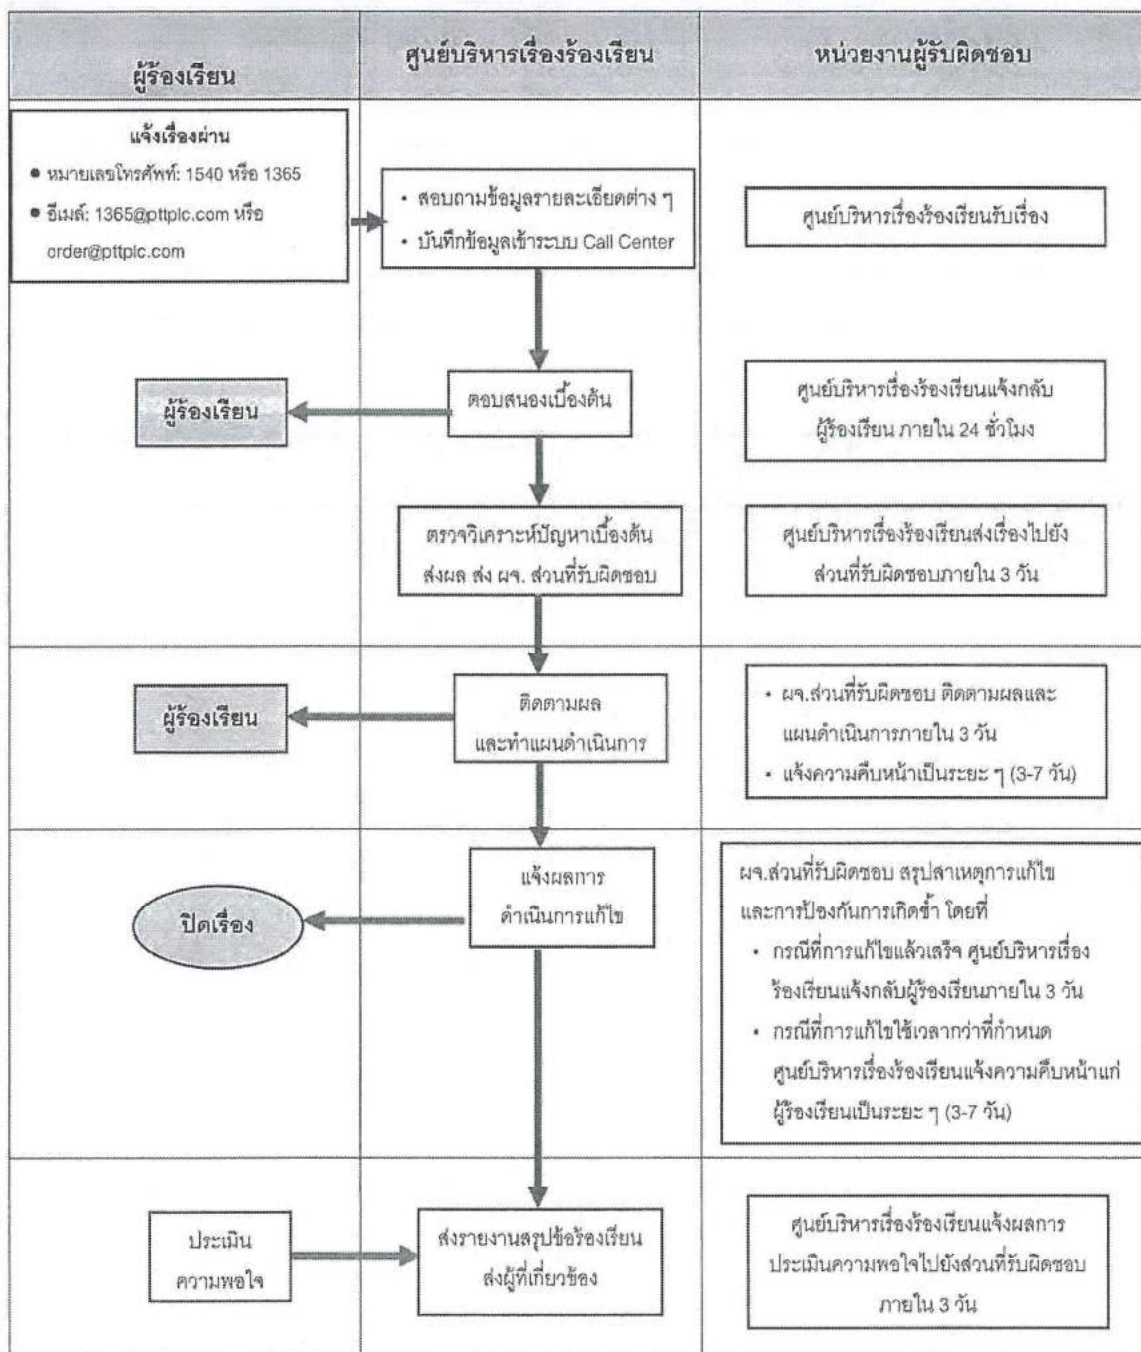 ผู้ร้องเรียน
ศูนย์บริหารเรื่องร้องเรียน
หน่วยงานผู้รับผิดชอบ
แจ้งเรื่องผ่าน
● หมายเลขโทรศัพท์: 1540 หรือ 1365
● อีเมล์: 1365@pttplc.com หรือ
order@pttplc.com
• สอบถามข้อมูลรายละเอียดต่าง ๆ
• บันทึกข้อมูลเข้าระบบ Call Center
ศูนย์บริหารเรื่องร้องเรียนรับเรื่อง
ผู้ร้องเรียน
ตอบสนองเบื้องต้น
ศูนย์บริหารเรื่องร้องเรียนแจ้งกลับ
ผู้ร้องเรียน ภายใน 24 ชั่วโมง
ตรวจวิเคราะห์ปัญหาเบื้องต้น
ส่งผล ส่ง ผจ. ส่วนที่รับผิดชอบ
ศูนย์บริหารเรื่องร้องเรียนส่งเรื่องไปยัง
ส่วนที่รับผิดชอบภายใน 3 วัน
ผู้ร้องเรียน
ติดตามผล
และทำแผนดำเนินการ
• ผจ.ส่วนที่รับผิดชอบ ติดตามผลและ
แผนดำเนินการภายใน 3 วัน
• แจ้งความคืบหน้าเป็นระยะ ๆ (3-7 วัน)
ปิดเรื่อง
แจ้งผลการ
ดำเนินการแก้ไข
ผจ.ส่วนที่รับผิดชอบ สรุปสาเหตุการแก้ไข
และการป้องกันการเกิดซ้ำ โดยที่
• กรณีที่การแก้ไขแล้วเสร็จ ศูนย์บริหารเรื่อง
ร้องเรียนแจ้งกลับผู้ร้องเรียนภายใน 3 วัน
• กรณีที่การแก้ไขใช้เวลากว่าที่กำหนด
ศูนย์บริหารเรื่องร้องเรียนแจ้งความคืบหน้าแก่
ผู้ร้องเรียนเป็นระยะ ๆ (3-7 วัน)
ประเมิน
ความพอใจ
ส่งรายงานสรุปข้อร้องเรียน
ส่งผู้ที่เกี่ยวข้อง
ศูนย์บริหารเรื่องร้องเรียนแจ้งผลการ
ประเมินความพอใจไปยังส่วนที่รับผิดชอบ
ภายใน 3 วัน